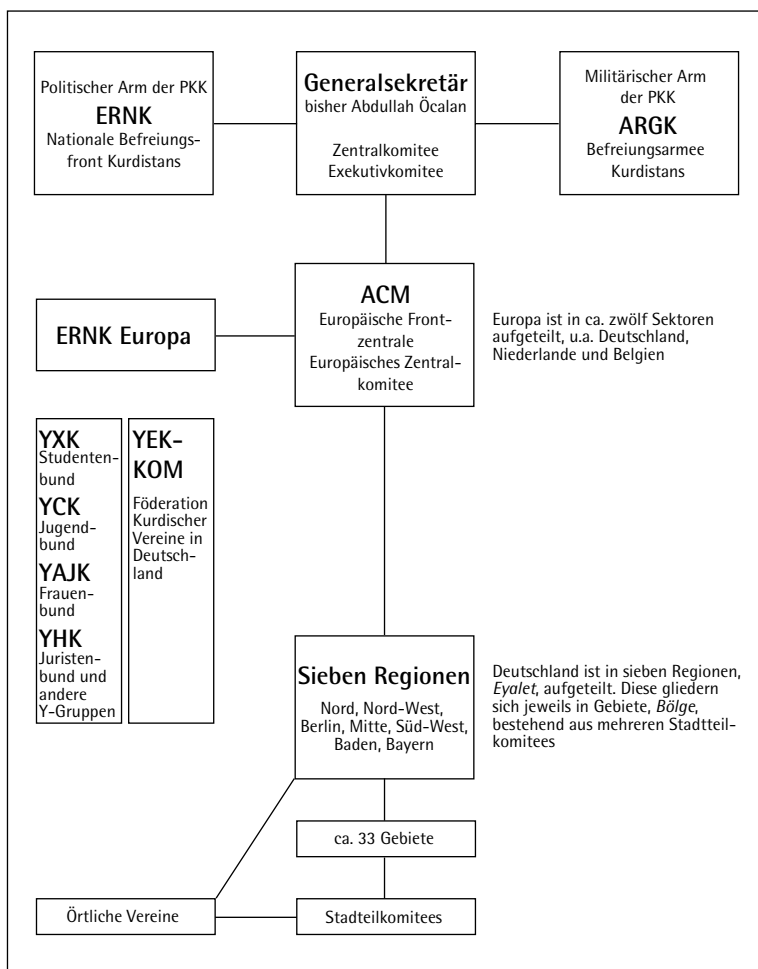 Politischer Arm der PKK
ERNK
Nationale Befreiungs-
front Kurdistans
Generalsekretär
bisher Abdullah Öcalan
Zentralkomitee
Exekutivkomitee
Militärischer Arm
der PKK
ARGK
Befreiungsarmee
Kurdistans
ERNK Europa
ACM
Europäische Front-
zentrale
Europäisches Zentral-
komitee
Europa ist in ca. zwölf Sektoren
aufgeteilt, u.a. Deutschland,
Niederlande und Belgien
YXK
Studenten-
bund
YCK
Jugend-
bund
YAJK
Frauen-
bund
YHK
Juristen-
bund und
andere
Y-Gruppen
YEK-
KOM
Föderation
Kurdischer
Vereine in
Deutsch-
land
Sieben Regionen
Nord, Nord-West,
Berlin, Mitte, Süd-West,
Baden, Bayern
Deutschland ist in sieben Regionen,
Eyalet, aufgeteilt. Diese gliedern
sich jeweils in Gebiete, Bölge,
bestehend aus mehreren Stadtteil-
komitees
ca. 33 Gebiete
Örtliche Vereine
Stadteilkomitees